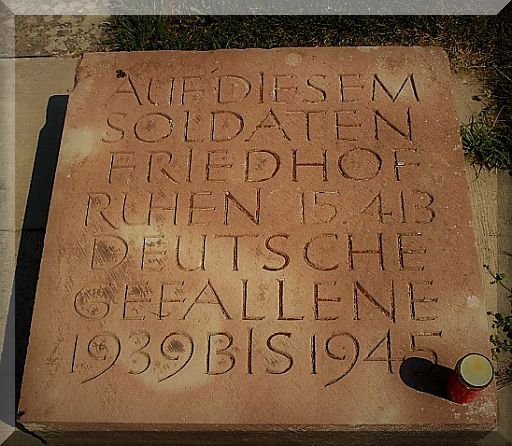 AUF DIESEM
SOLDATEN
FRIEDHOF
RUHEN 15.413
DEUTSCHE
GEFALLENE
1939 BIS 1945